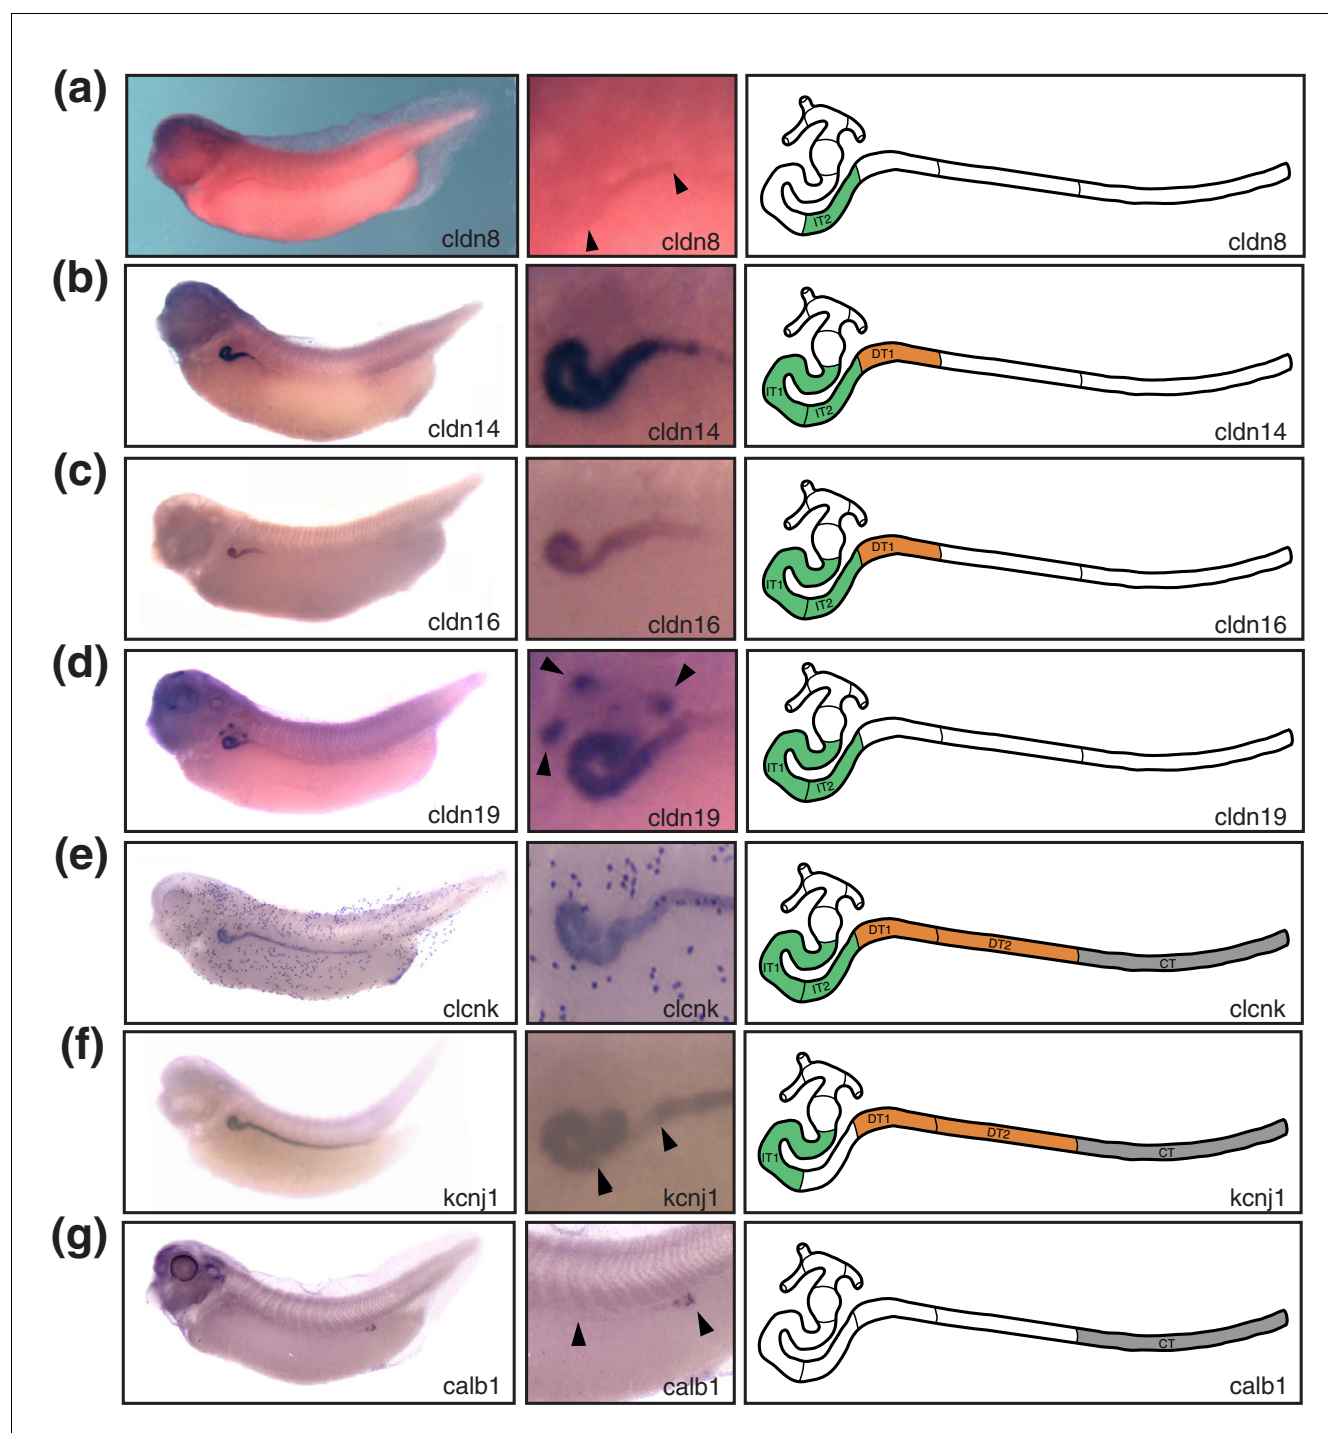 (a)
cldn8
cldn8
IT2
cldn8
(b)
cldn14
cldn14
DT1
IT1
IT2
cldn14
(c)
cldn16
cldn16
DT1
IT1
IT2
cldn16
(d)
cldn19
cldn19
IT1
IT2
cldn19
(e)
clcnk
clcnk
DT1
DT2
CT
IT1
IT2
clcnk
(f)
kcnj1
kcnj1
DT1
DT2
CT
IT1
kcnj1
(g)
calb1
calb1
CT
calb1